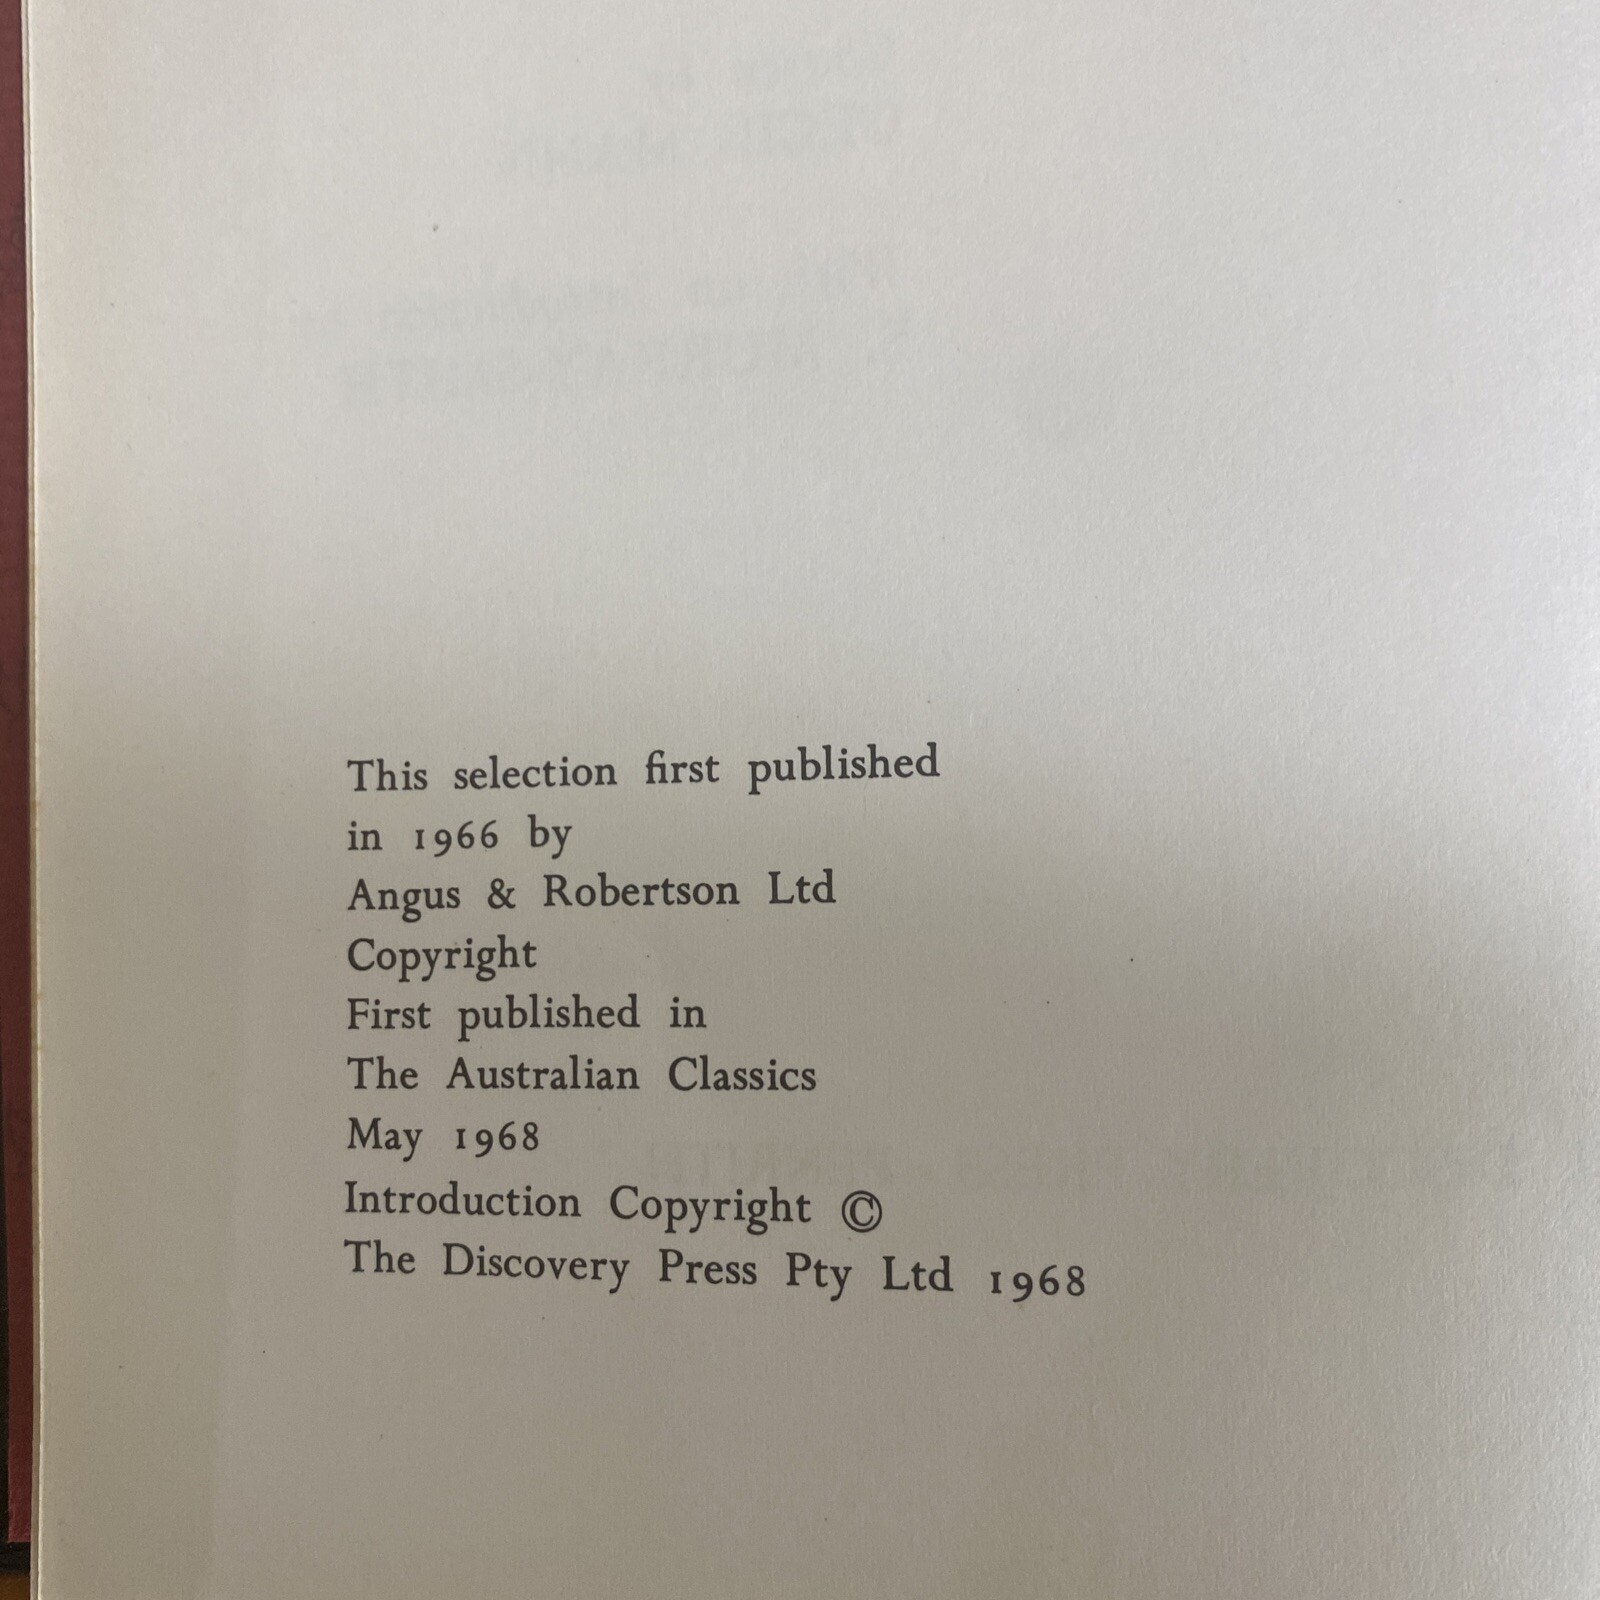 This selection first published
in 1966 by
Angus & Robertson Ltd
Copyright
First published in
The Australian Classics
May 1968
Introduction Copyright ©
The Discovery Press Pty Ltd 1968